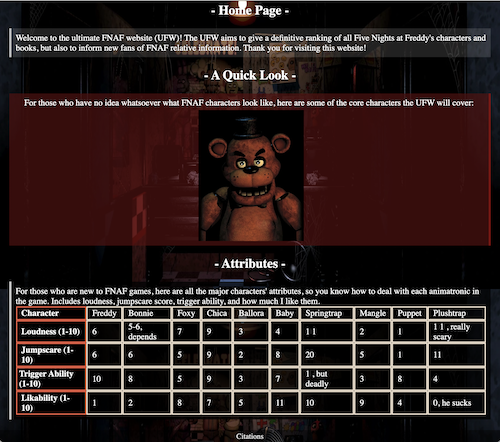 - Home Page -
Welcome to the ultimate FNAF website (UFW)! The UFW aims to give a definitive ranking of all Five Nights at Freddy's characters and
books, but also to inform new fans of FNAF relative information. Thank you for visiting this website!
- A Quick Look -
For those who have no idea whatsoever what FNAF characters look like, here are some of the core characters the UFW will cover:
- Attributes -
For those who are new to FNAF games, here are all the major characters' attributes, so you know how to deal with each animatronic in
the game. Includes loudness, jumpscare score, trigger ability, and how much I like them.
Character Freddy Bonnie Foxy Chica Ballora Baby Springtrap Mangle Puppet Plushtrap
Loudness (1-10) 6 5-6, depends 7 9 3 4 1 1 2 1 1 1 , really scary
Jumpscare (1-10) 6 6 5 9 2 8 20 5 1 11
Trigger Ability (1-10) 10 8 5 9 3 7 1 , but deadly 3 8 4
Likability (1-10) 1 2 8 7 5 11 10 9 4 0, he sucks
Citations